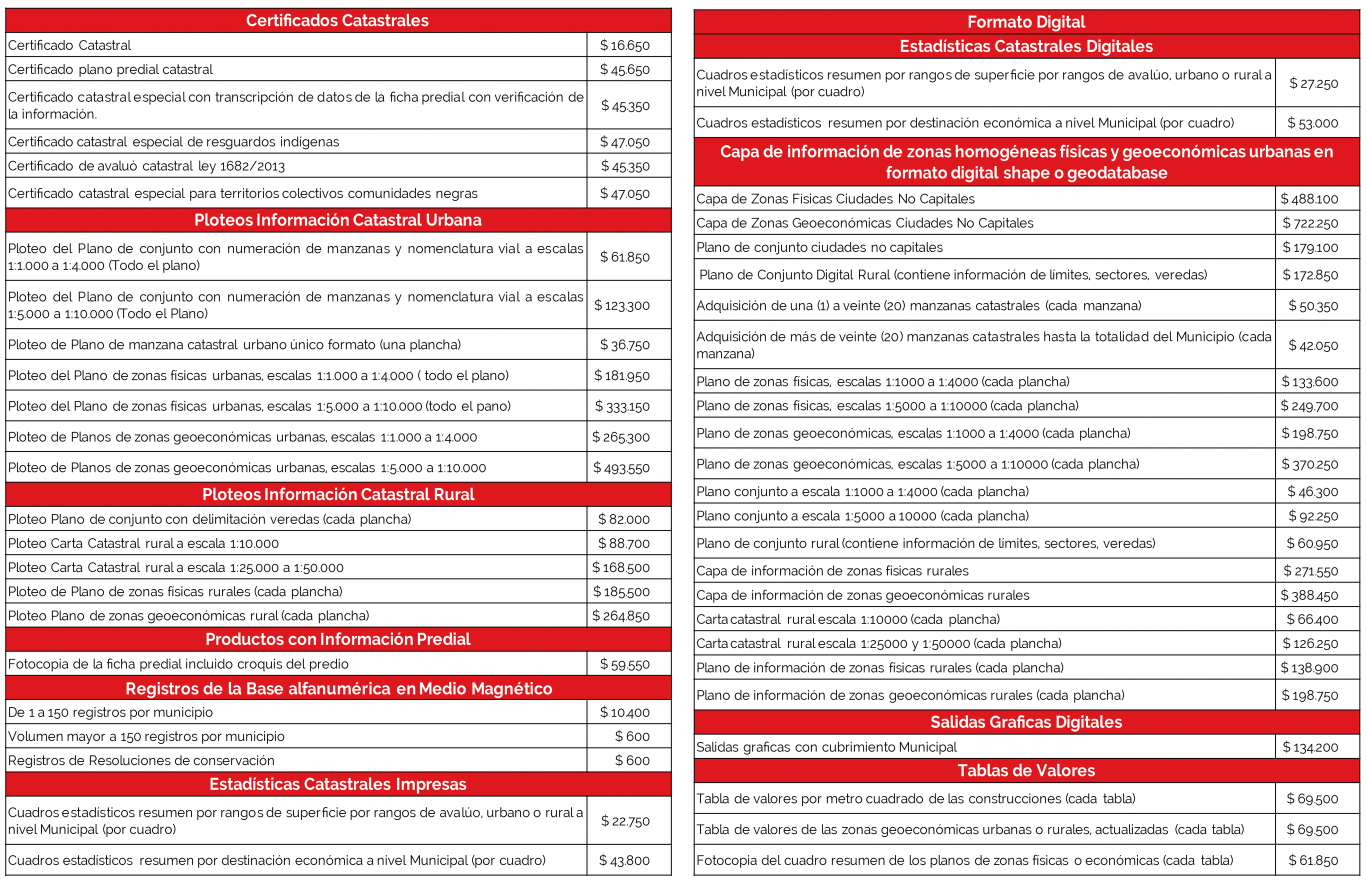 Certificados Catastrales
Certificado Catastral $ 16.650
Certificado plano predial catastral $ 45.650
Certificado catastral especial con transcripción de datos de la ficha predial con verificación de
la información. $ 45.350
Certificado catastral especial de resguardos indígenas $ 47.050
Certificado de avaluó catastral ley 1682/2013 $ 45.350
Certificado catastral especial para territorios colectivos comunidades negras $ 47.050
Ploteos Información Catastral Urbana
Ploteo del Plano de conjunto con numeración de manzanas y nomenclatura vial a escalas
1:1.000 a 1:4.000 (Todo el plano) $ 61.850
Ploteo del Plano de conjunto con numeración de manzanas y nomenclatura vial a escalas
1:5.000 a 1:10.000 (Todo el Plano) $ 123.300
Ploteo de Plano de manzana catastral urbano único formato (una plancha) $ 36.750
Ploteo del Plano de zonas físicas urbanas, escalas 1:1.000 a 1:4.000 ( todo el plano) $ 181.950
Ploteo del Plano de zonas físicas urbanas, escalas 1:5.000 a 1:10.000 (todo el pano) $ 333.150
Ploteo de Planos de zonas geoeconómicas urbanas, escalas 1:1.000 a 1:4.000 $ 265.300
Ploteo de Planos de zonas geoeconómicas urbanas, escalas 1:5.000 a 1:10.000 $ 493.550
Ploteos Información Catastral Rural
Ploteo Plano de conjunto con delimitación veredas (cada plancha) $ 82.000
Ploteo Carta Catastral rural a escala 1:10.000 $ 88.700
Ploteo Carta Catastral rural a escala 1:25.000 a 1:50.000 $ 168.500
Ploteo de Plano de zonas físicas rurales (cada plancha) $ 185.500
Ploteo Plano de zonas geoeconómicas rural (cada plancha) $ 264.850
Productos con Información Predial
Fotocopia de la ficha predial incluido croquis del predio $ 59.550
Registros de la Base alfanumérica en Medio Magnético
De 1 a 150 registros por municipio $ 10.400
Volumen mayor a 150 registros por municipio $ 600
Registros de Resoluciones de conservación $ 600
Estadísticas Catastrales Impresas
Cuadros estadísticos resumen por rangos de superficie por rangos de avalúo, urbano o rural a
nivel Municipal (por cuadro) $ 22.750
Cuadros estadísticos resumen por destinación económica a nivel Municipal (por cuadro) $ 43.800
Formato Digital
Estadísticas Catastrales Digitales
Cuadros estadísticos resumen por rangos de superficie por rangos de avalúo, urbano o rural a
nivel Municipal (por cuadro) $ 27.250
Cuadros estadísticos resumen por destinación económica a nivel Municipal (por cuadro) $ 53.000
Capa de información de zonas homogéneas físicas y geoeconómicas urbanas en
formato digital shape o geodatabase
Capa de Zonas Físicas Ciudades No Capitales $ 488.100
Capa de Zonas Geoeconómicas Ciudades No Capitales $ 722.250
Plano de conjunto ciudades no capitales $ 179.100
Plano de Conjunto Digital Rural (contiene información de límites, sectores, veredas) $ 172.850
Adquisición de una (1) a veinte (20) manzanas catastrales (cada manzana) $ 50.350
Adquisición de más de veinte (20) manzanas catastrales hasta la totalidad del Municipio (cada
manzana) $ 42.050
Plano de zonas físicas, escalas 1:1000 a 1:4000 (cada plancha) $ 133.600
Plano de zonas físicas, escalas 1:5000 a 1:10000 (cada plancha) $ 249.700
Plano de zonas geoeconómicas, escalas 1:1000 a 1:4000 (cada plancha) $ 198.750
Plano de zonas geoeconómicas, escalas 1:5000 a 1:10000 (cada plancha) $ 370.250
Plano conjunto a escala 1:1000 a 1:4000 (cada plancha) $ 46.300
Plano conjunto a escala 1:5000 a 10000 (cada plancha) $ 92.250
Plano de conjunto rural (contiene información de límites, sectores, veredas) $ 60.950
Capa de información de zonas físicas rurales $ 271.550
Capa de información de zonas geoeconómicas rurales $ 388.450
Carta catastral rural escala 1:10000 (cada plancha) $ 66.400
Carta catastral rural escala 1:25000 y 1:50000 (cada plancha) $ 126.250
Plano de información de zonas físicas rurales (cada plancha) $ 138.900
Plano de información de zonas geoeconómicas rurales (cada plancha) $ 198.750
Salidas Graficas Digitales
Salidas graficas con cubrimiento Municipal $ 134.200
Tablas de Valores
Tabla de valores por metro cuadrado de las construcciones (cada tabla) $ 69.500
Tabla de valores de las zonas geoeconómicas urbanas o rurales, actualizadas (cada tabla) $ 69.500
Fotocopia del cuadro resumen de los planos de zonas físicas o económicas (cada tabla) $ 61.850